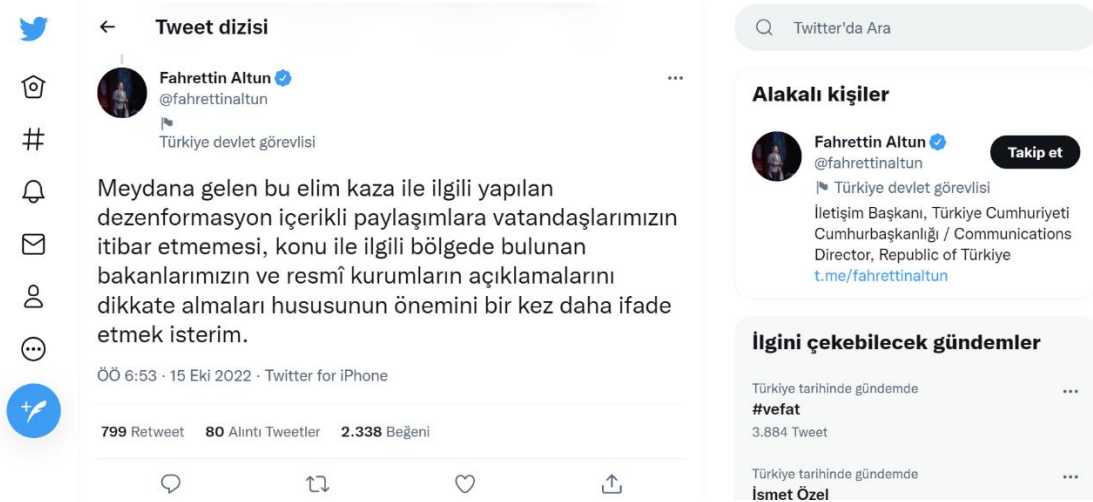 Tweet dizisi
Fahrettin Altun
@fahrettinaltun
Türkiye devlet görevlisi
Meydana gelen bu elim kaza ile ilgili yapılan
dezenformasyon içerikli paylaşımlara vatandaşlarımızın
itibar etmemesi, konu ile ilgili bölgede bulunan
bakanlarımızın ve resmî kurumların açıklamalarını
dikkate almaları hususunun önemini bir kez daha ifade
etmek isterim.
ÖÖ 6:53 · 15 Eki 2022 · Twitter for iPhone
799 Retweet 80 Alıntı Tweetler 2.338 Beğeni
Twitter'da Ara
Alakalı kişiler
Fahrettin Altun
@fahrettinaltun
Takip et
Türkiye devlet görevlisi
İletişim Başkanı, Türkiye Cumhuriyeti
Cumhurbaşkanlığı / Communications
Director, Republic of Türkiye
t.me/fahrettinaltun
İlgini çekebilecek gündemler
Türkiye tarihinde gündemde
#vefat
3.884 Tweet
Türkiye tarihinde gündemde
İsmet Özel